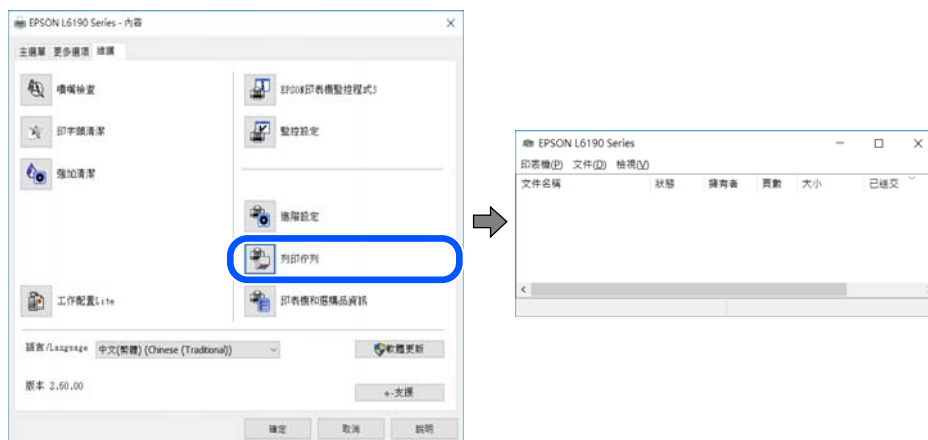 EPSON L6190 Series - 內容
主選單 更多選項 維護
噴嘴檢查
EPSON印表機監控程式3
印字頭清潔
監控設定
強加清潔
進階設定
列印佇列
工作配置Lite
印表機和選購品資訊
語言/Language 中文(繁體) (Chinese (Traditional))
軟體更新
版本 2.60.00
e-支援
確定 取消 說明
EPSON L6190 Series
印表機(P) 文件(D) 檢視(V)
文件名稱 狀態 擁有者 頁數 大小 已送交